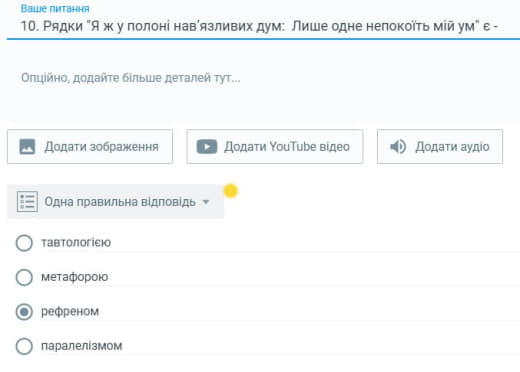 Ваше питання
10. Рядки "Я ж у полоні нав’язливих дум: Лише одне непокоїть мій ум" є -
Опційно, додайте більше деталей тут...
Додати зображення Додати YouTube відео Додати аудіо
Одна правильна відповідь
тавтологією
метафорою
рефреном
паралелізмом